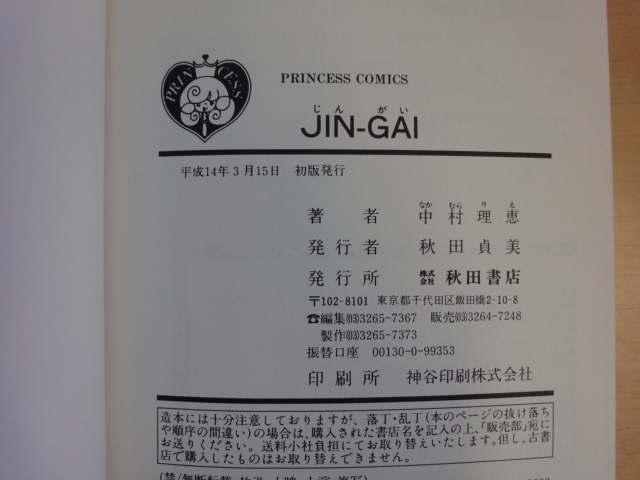 PRINCESS
PRINCESS COMICS
じん がい
JIN-GAI
平成14年3月15日 初版発行
なか むら り え
著者 中村理恵
発行者 秋田貞美
発行所 株式会社 秋田書店
〒102-8101 東京都千代田区飯田橋2-10-8
☎編集(03)3265-7367 販売(03)3264-7248
製作(03)3265-7373
振替口座 00130-0-99353
印刷所 神谷印刷株式会社
造本には十分注意しておりますが、落丁・乱丁(本のページの抜け落ち
や順序の間違い)の場合は、購入された書店名を記入の上、「販売部」宛に
お送りください。送料小社負担にてお取り替えいたします。但し、古書
店で購入したものはお取り替えできません。